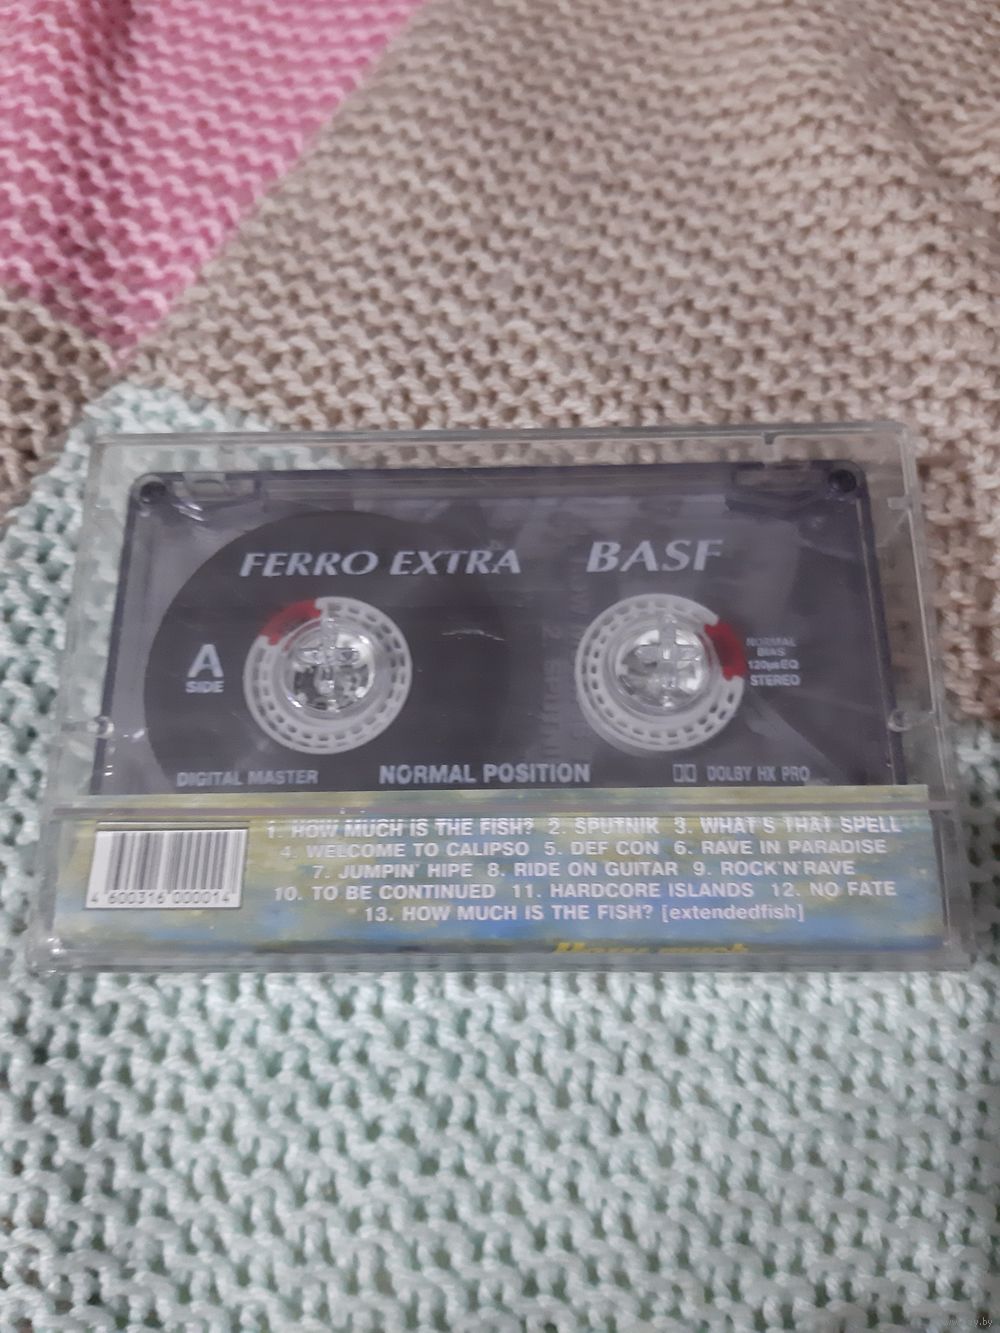 FERRO EXTRA BASF
A
SIDE
NORMAL
BIAS
120µs EQ
STEREO
DIGITAL MASTER NORMAL POSITION DOLBY HX PRO
1. HOW MUCH IS THE FISH? 2. SPUTNIK 3. WHAT'S THAT SPELL
4. WELCOME TO CALIPSO 5. DEF CON 6. RAVE IN PARADISE
7. JUMPIN' HIPE 8. RIDE ON GUITAR 9. ROCK'N'RAVE
10. TO BE CONTINUED 11. HARDCORE ISLANDS 12. NO FATE
13. HOW MUCH IS THE FISH? [extendedfish]
4 600316 000014
How much